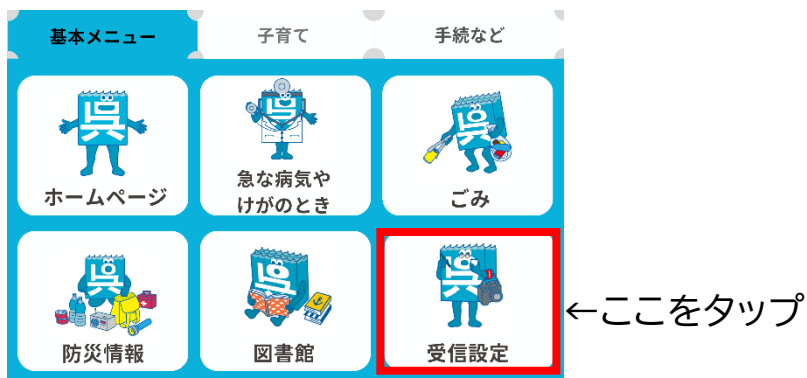 基本メニュー
子育て
手続など
呉
ホームページ
呉
急な病気や
けがのとき
呉
ごみ
呉
防災情報
呉
図書館
呉
受信設定
←ここをタップ